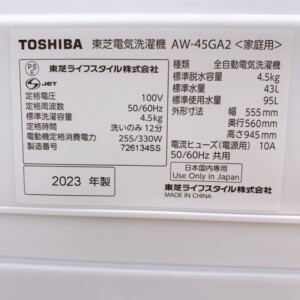 TOSHIBA 東芝電気洗濯機 AW-45GA2 <家庭用>
PS E
JET
東芝ライフスタイル株式会社
定格電圧 100V
定格周波数 50/60Hz
標準洗濯容量 4.5kg
定格時間 洗いのみ 12分
電動機定格消費電力 255/330W
製造番号 726134SS
種類 全自動電気洗濯機
標準脱水容量 4.5kg
標準水量 43L
標準使用水量 95L
外形寸法 幅 555mm
奥行560mm
高さ945mm
電流ヒューズ(電源用) 10A
50/60Hz 共用
2023 年製
日本国内専用
Use Only in Japan
東芝ライフスタイル株式会社
MADE IN CHINA